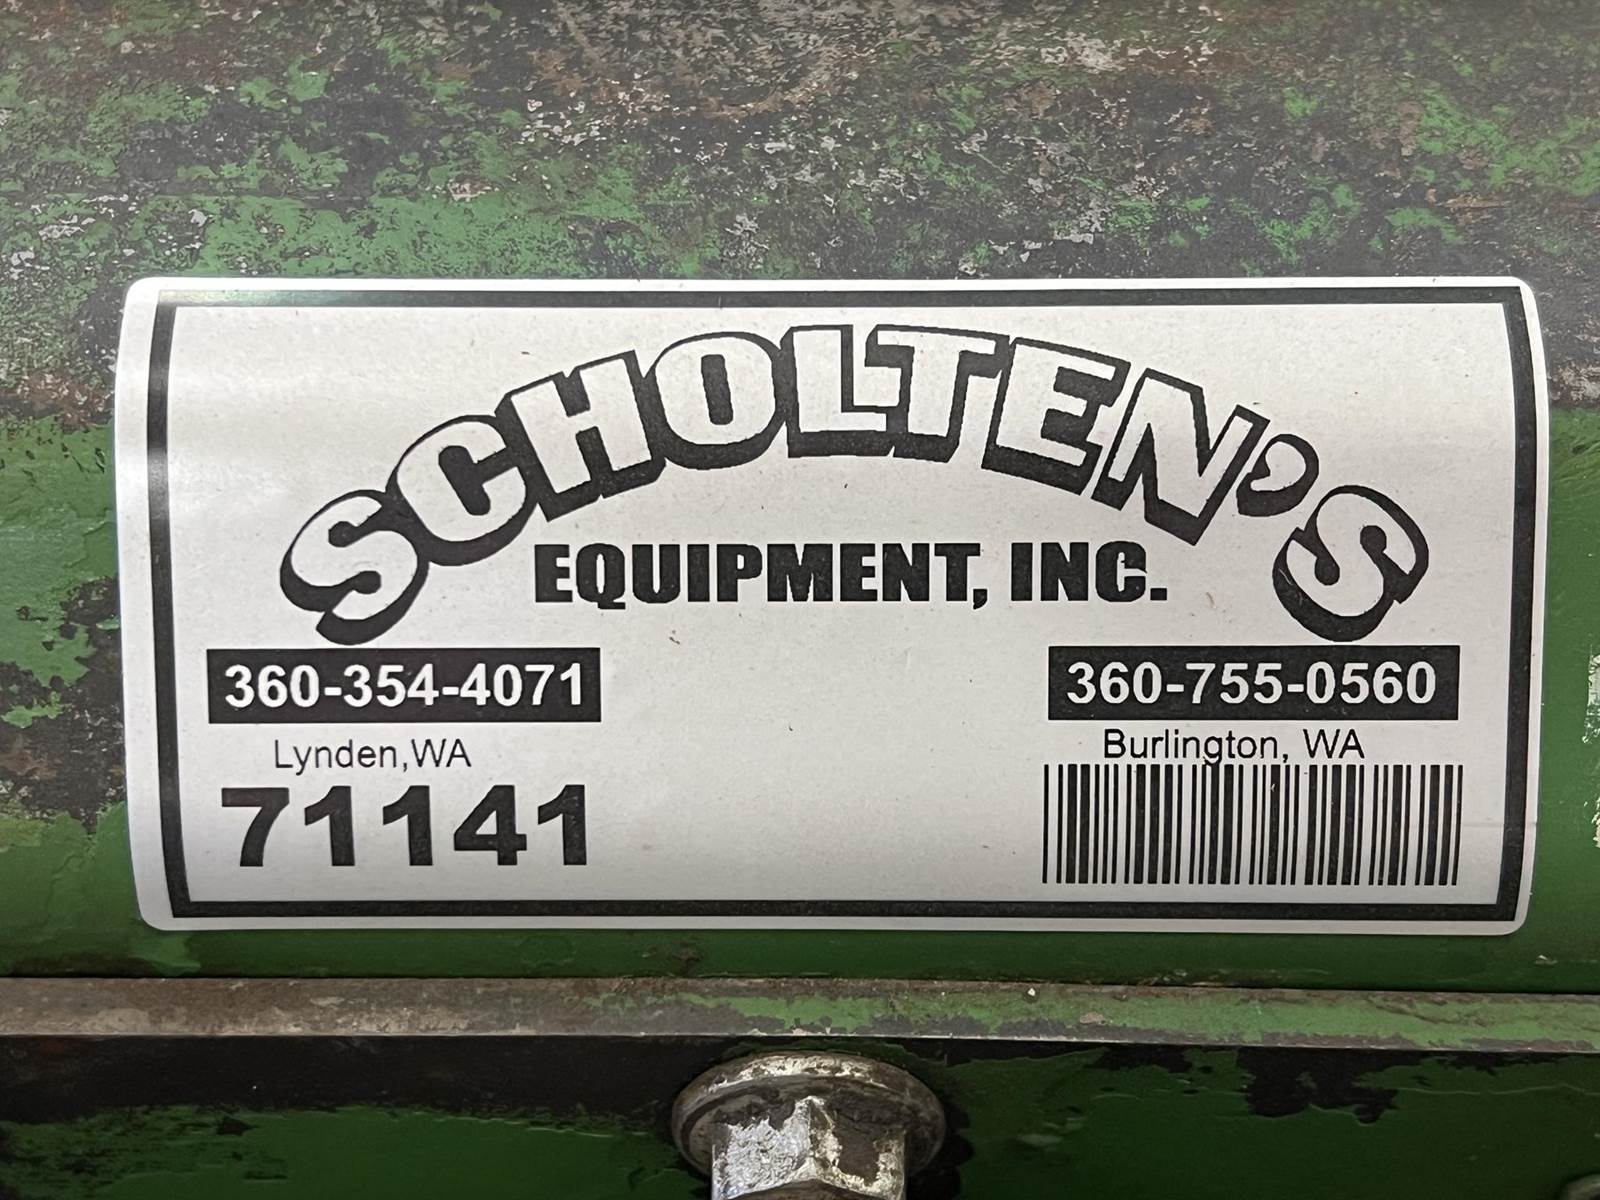 SCHOLTEN'S
EQUIPMENT, INC.
360-354-4071
Lynden,WA
71141
360-755-0560
Burlington, WA